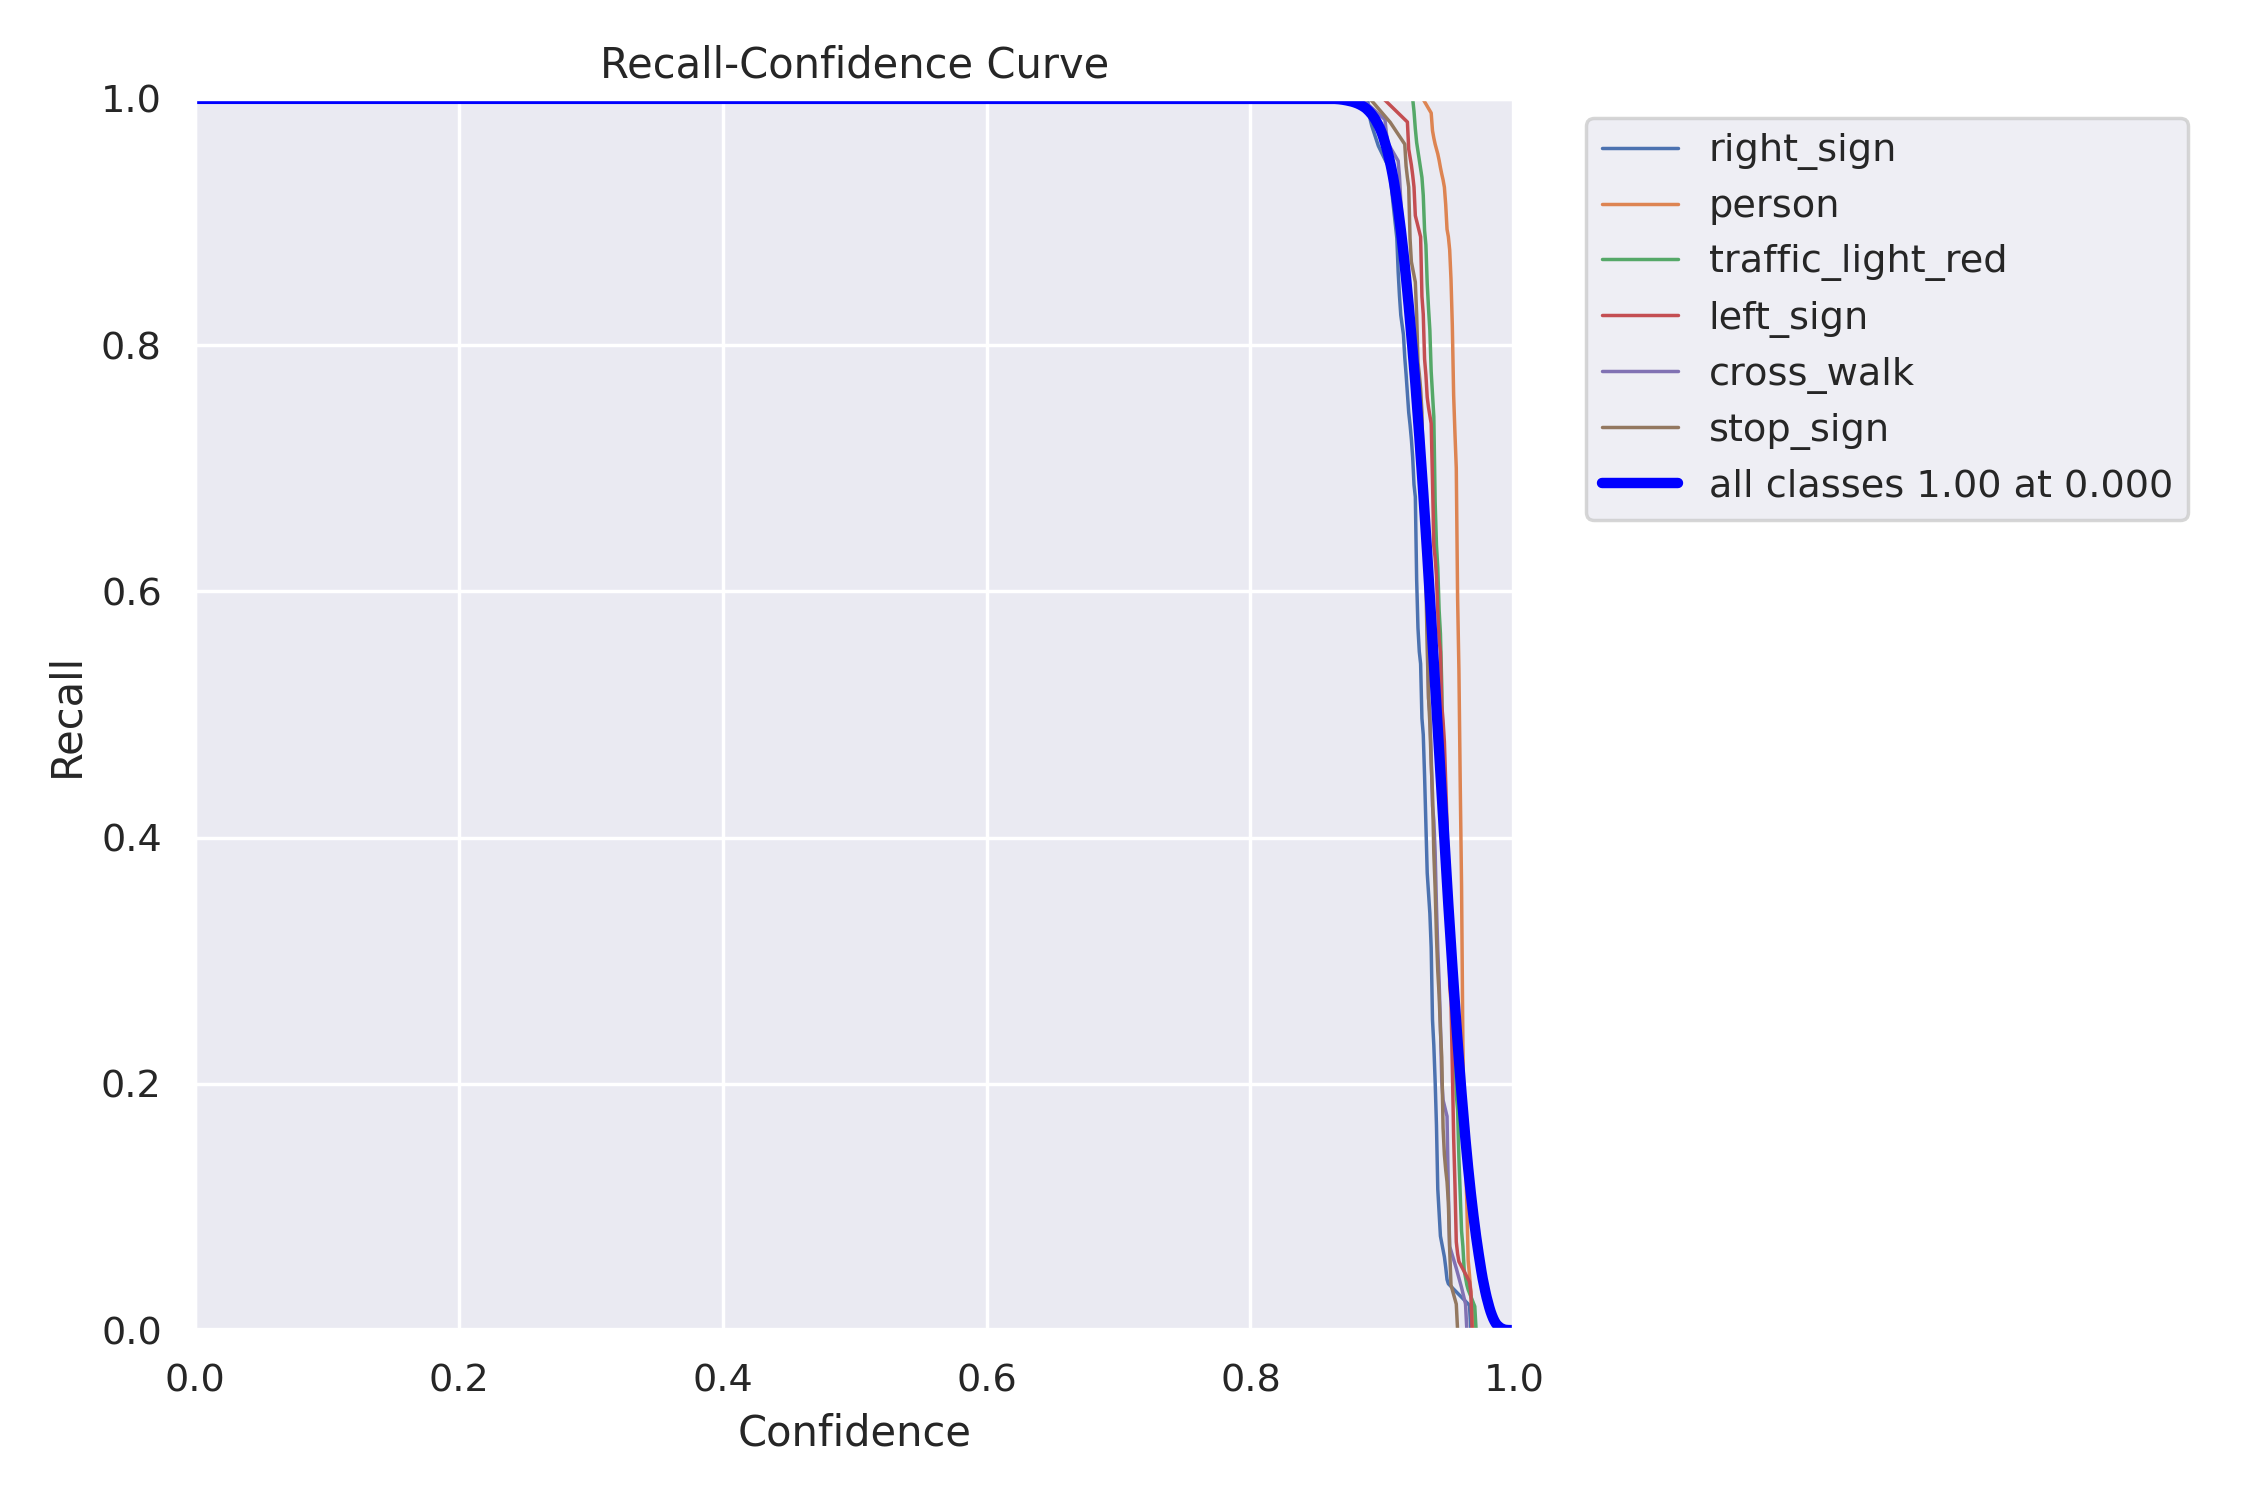 Recall-Confidence Curve
1.0
0.8
0.6
0.4
0.2
0.0
Recall
0.0 0.2 0.4 0.6 0.8 1.0
Confidence
right_sign
person
traffic_light_red
left_sign
cross_walk
stop_sign
all classes 1.00 at 0.000